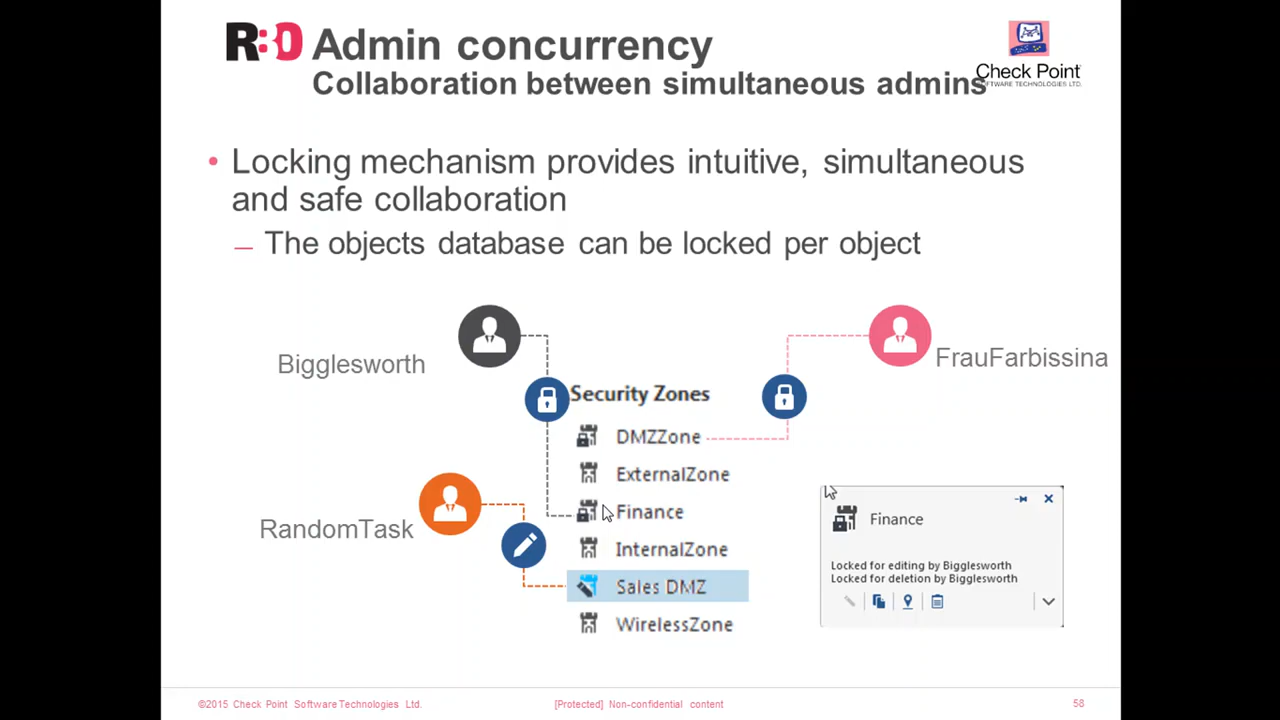 R80 Admin concurrency
Collaboration between simultaneous admins
Check Point
SOFTWARE TECHNOLOGIES LTD.
• Locking mechanism provides intuitive, simultaneous
and safe collaboration
— The objects database can be locked per object
Bigglesworth
FrauFarbissina
RandomTask
Security Zones
DMZZone
ExternalZone
Finance
InternalZone
Sales DMZ
WirelessZone
Finance
Locked for editing by Bigglesworth
Locked for deletion by Bigglesworth
©2015 Check Point Software Technologies Ltd.
[Protected] Non-confidential content
58